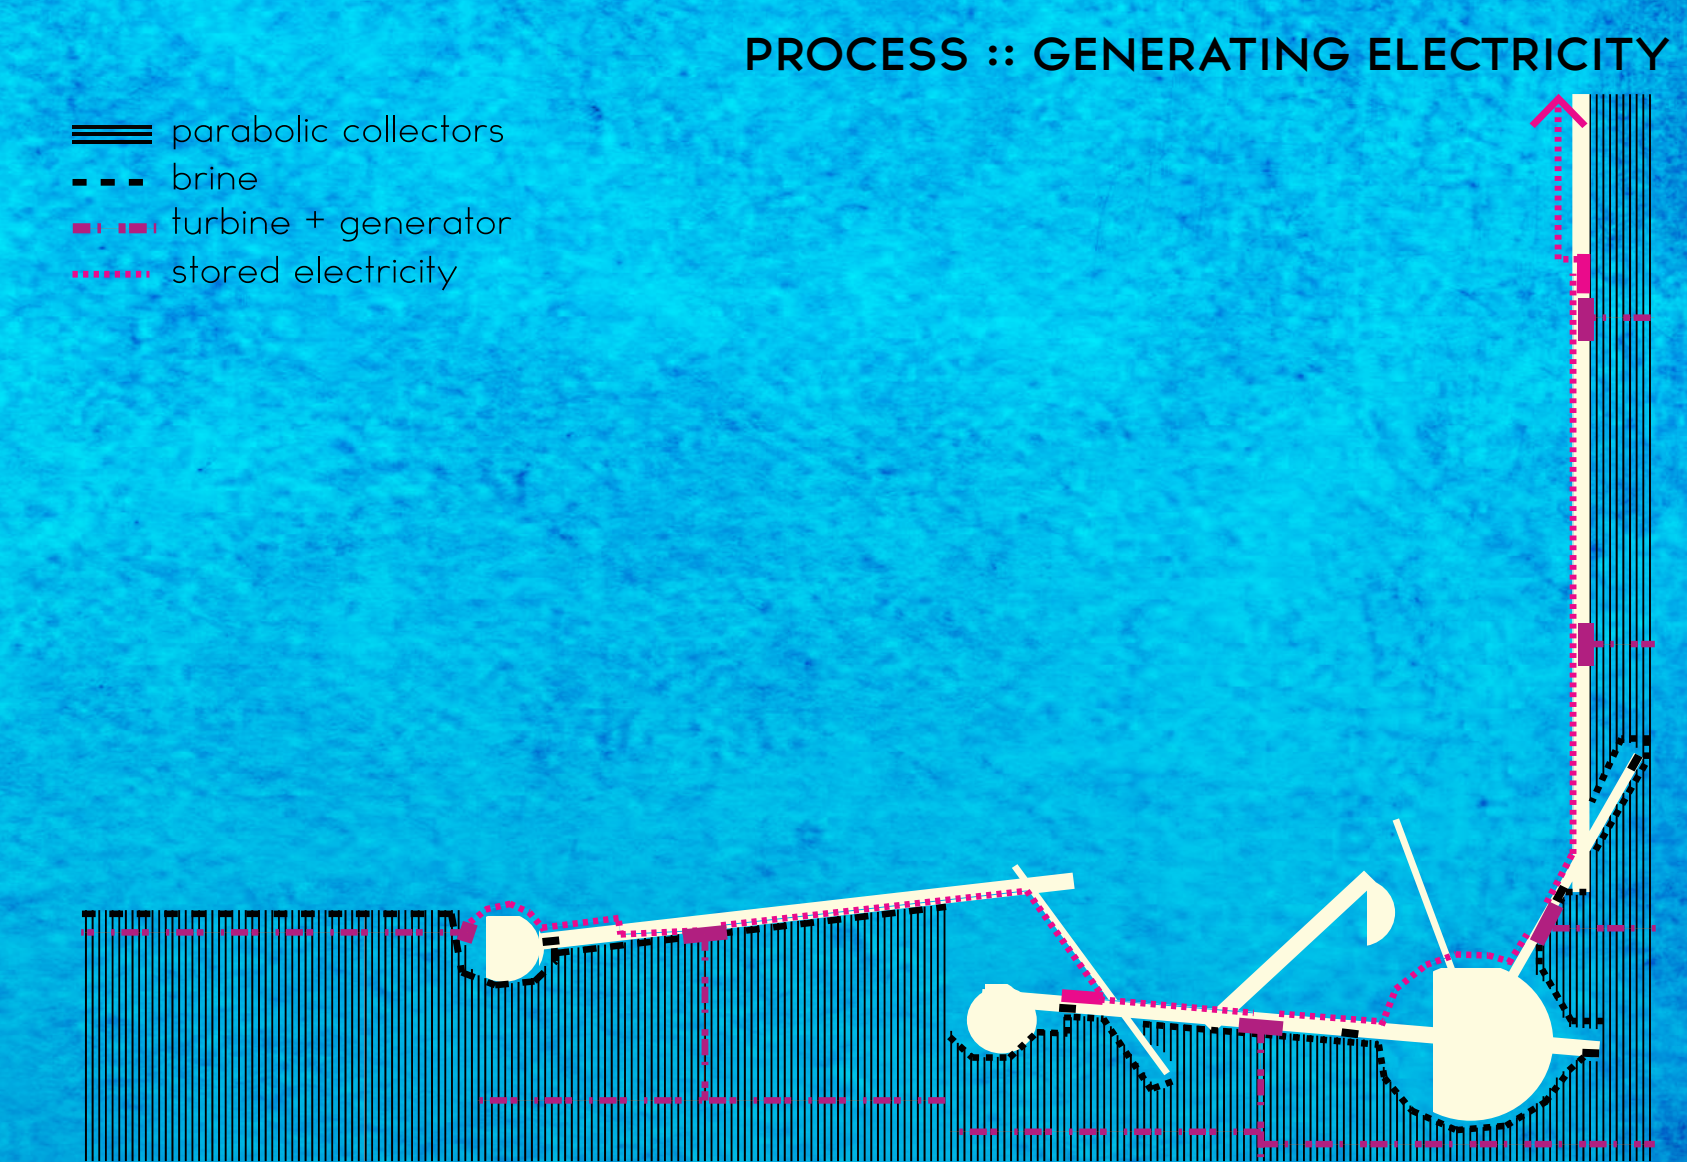 PROCESS :: GENERATING ELECTRICITY
parabolic collectors
brine
turbine + generator
stored electricity